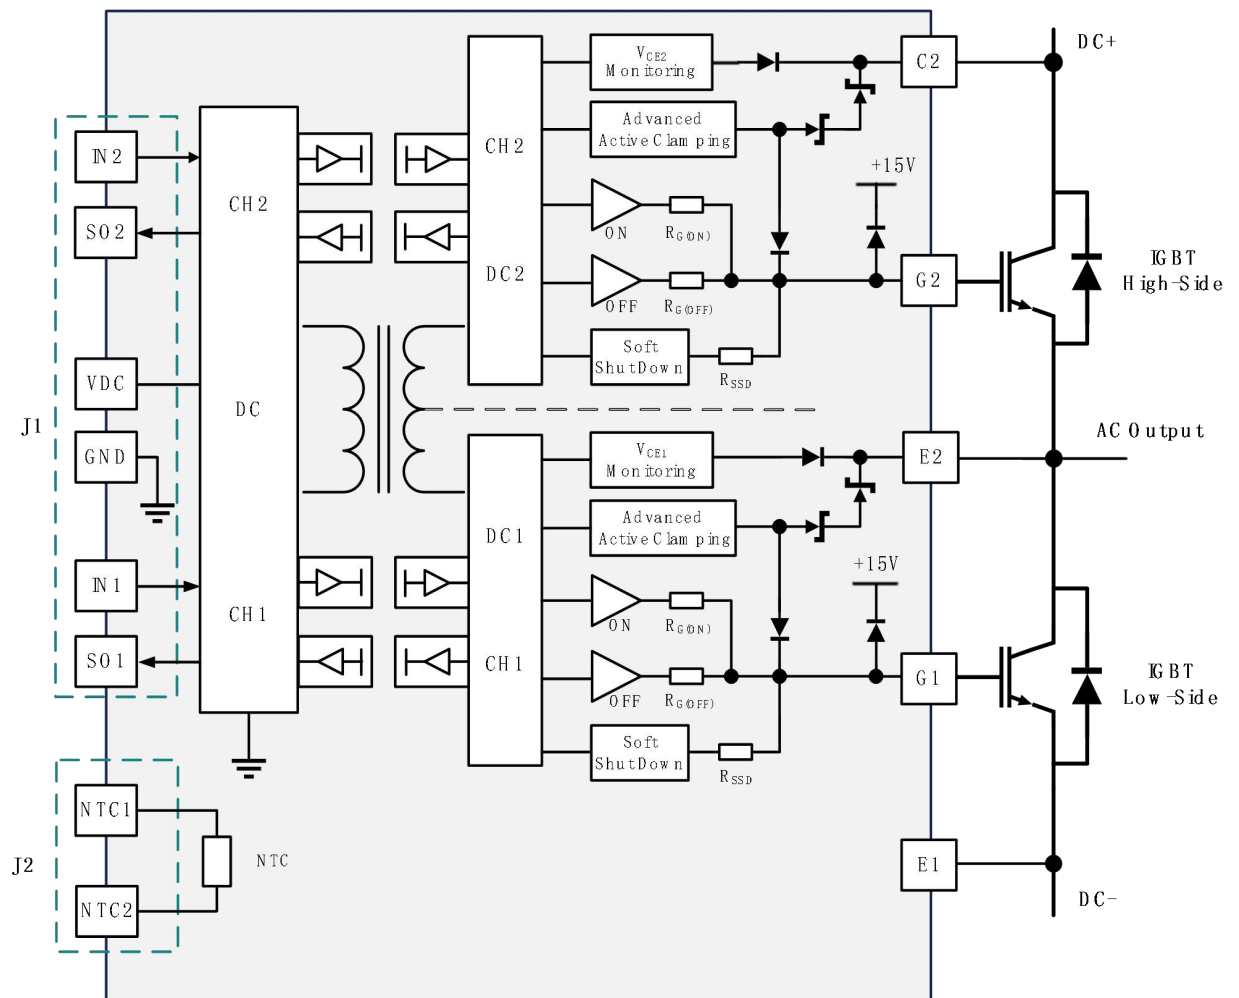 J1
IN2
SO2
VDC
GND
IN1
SO1
CH2
DC
CH1
J2
NTC1
NTC2
NTC
CH2
DC2
VCE2
Monitoring
Advanced
Active Clamping
ON
RG(ON)
OFF
RG(OFF)
Soft
ShutDown
RSSD
+15V
DC1
CH1
VCE1
Monitoring
Advanced
Active Clamping
ON
RG(ON)
OFF
RG(OFF)
Soft
ShutDown
RSSD
+15V
C2
G2
E2
G1
E1
DC+
IGBT
High-Side
AC Output
IGBT
Low-Side
DC-